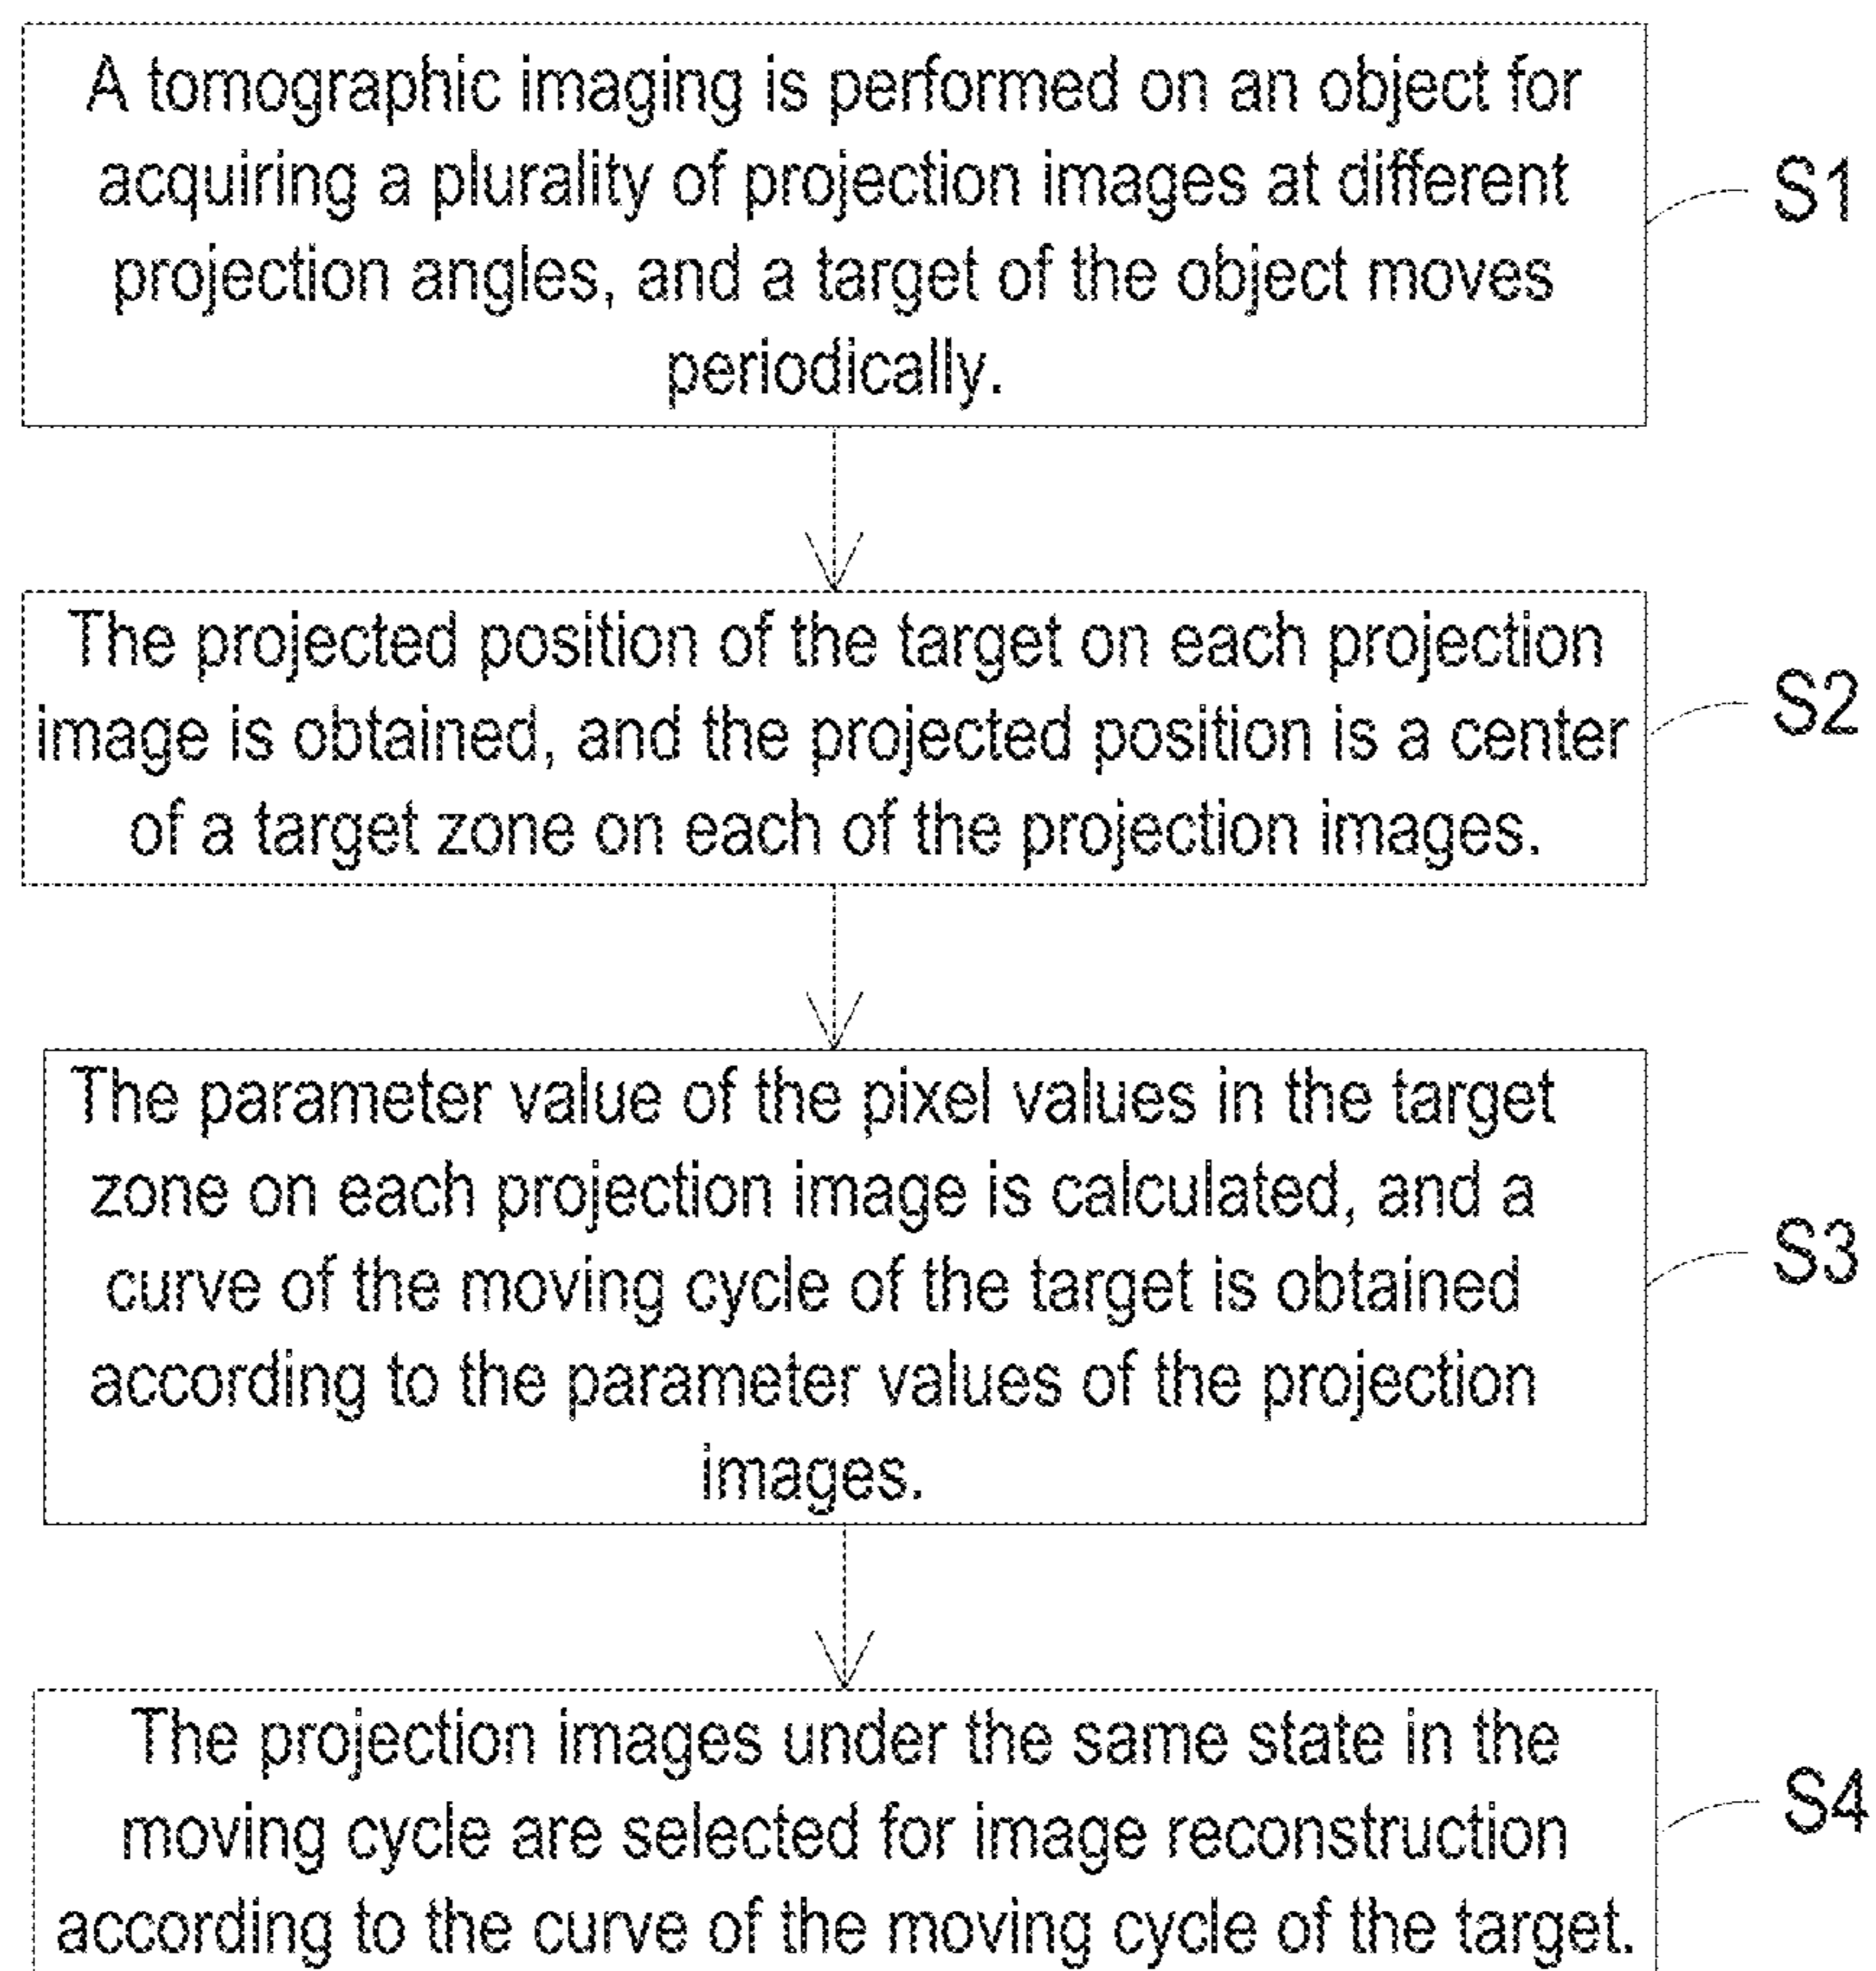 A tomographic imaging is performed on an object for
acquiring a plurality of projection images at different
projection angles, and a target of the object moves
periodically.
S1
The projected position of the target on each projection
image is obtained, and the projected position is a center
of a target zone on each of the projection images.
S2
The parameter value of the pixel values in the target
zone on each projection image is calculated, and a
curve of the moving cycle of the target is obtained
according to the parameter values of the projection
images.
S3
The projection images under the same state in the
moving cycle are selected for image reconstruction
according to the curve of the moving cycle of the target.
S4